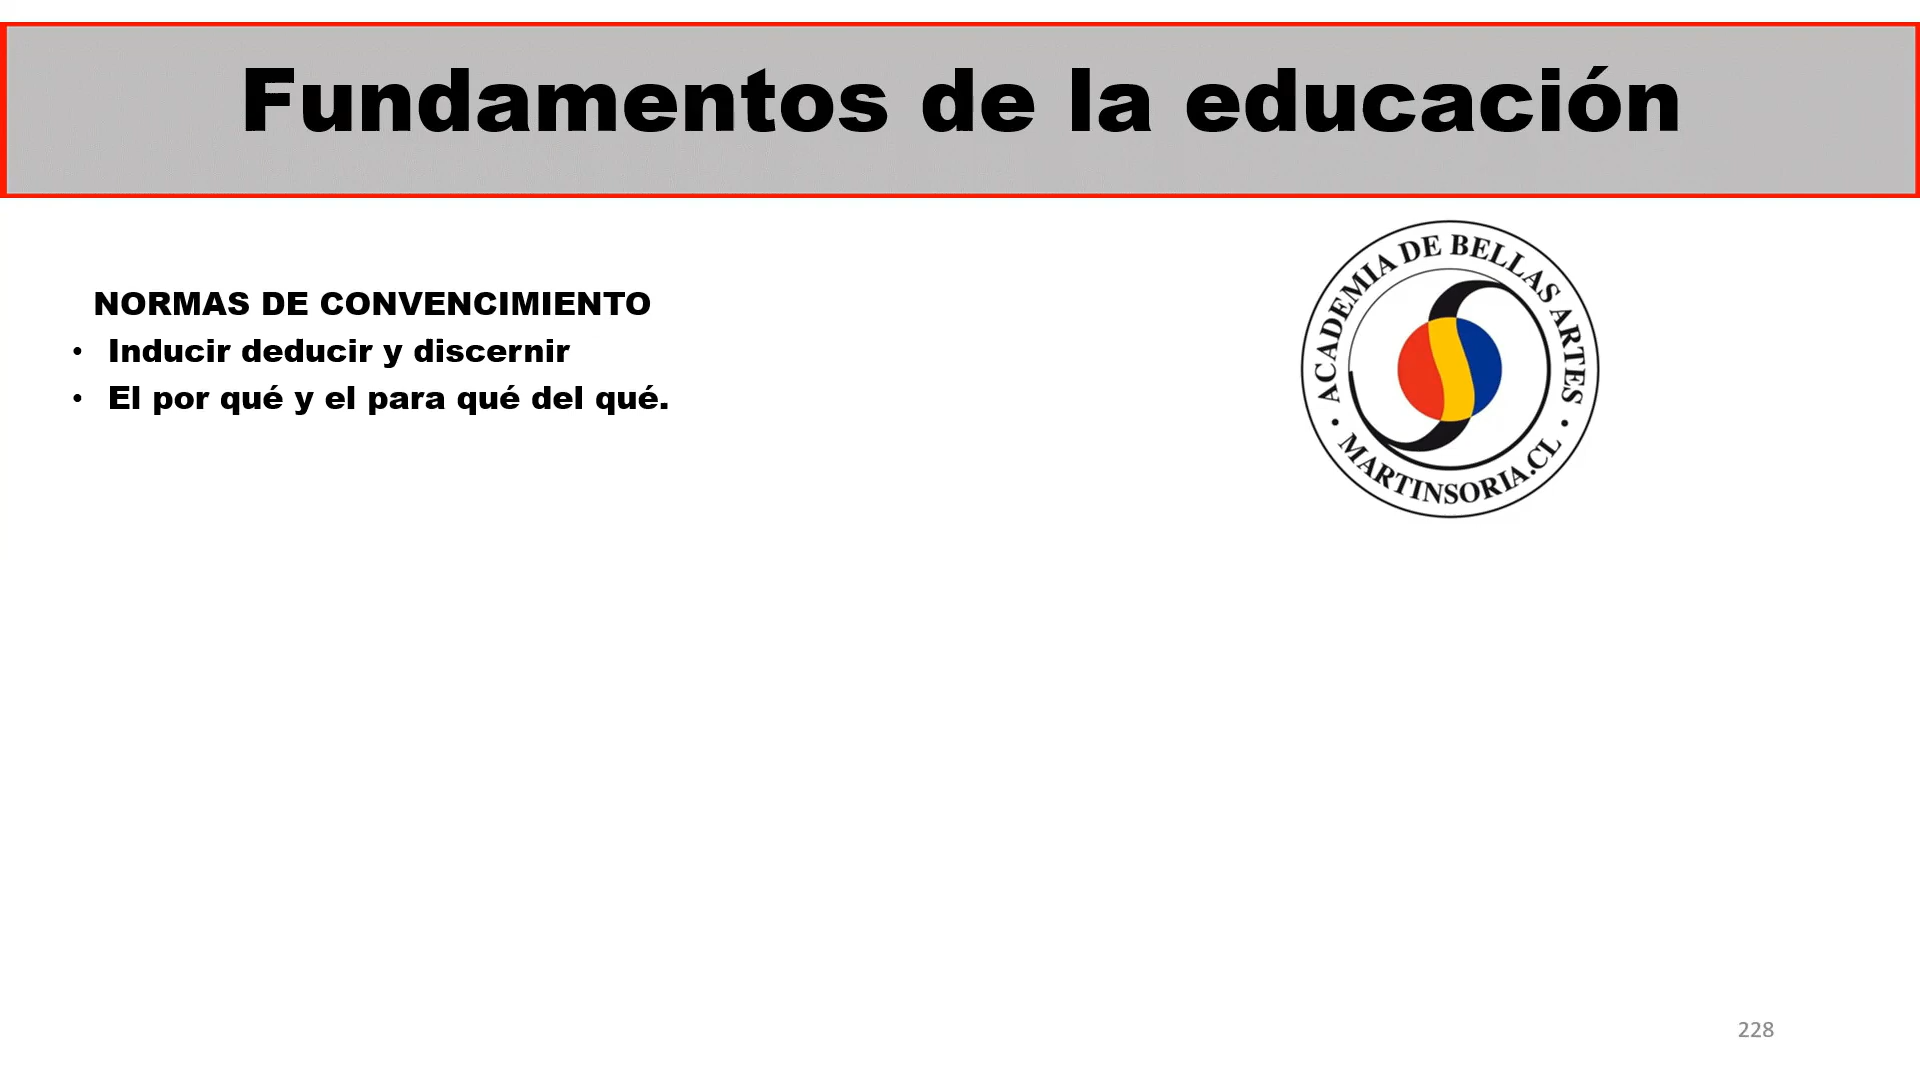 Fundamentos de la educación
NORMAS DE CONVENCIMIENTO
• Inducir deducir y discernir
• El por qué y el para qué del qué.
ACADEMIA DE BELLAS ARTES
• MARTINSORIA.CL •
228